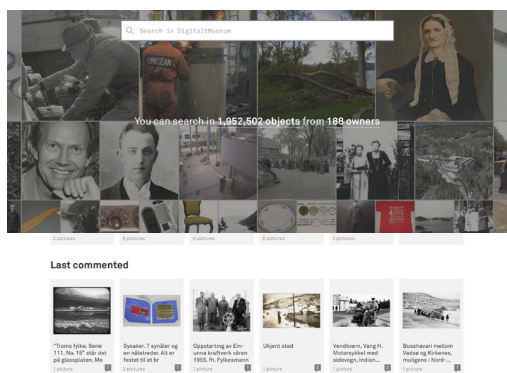 Search in DigitaltMuseum
You can search in 1,952,502 objects from 188 owners
2 pictures
8 pictures
6 pictures
6 pictures
3 pictures
Last commented
"Troms fylke, Serie
111. No. 15" står det
på glassplaten. Me
1 picture
Sysaker. 7 synåler og
en nåletreder. Alt er
festet til et br
2 pictures
Oppstarting av Ein-
unna kraftverk våren
1955. fh. Fylkesmann
1 picture
Ukjent sted
1 picture
Vendkvern, Vang H.
Motorsykkel med
sidevogn, indian...
1 picture
Busshavari mellom
Vadsø og Kirkenes,
muligens i Nord-...
1 picture